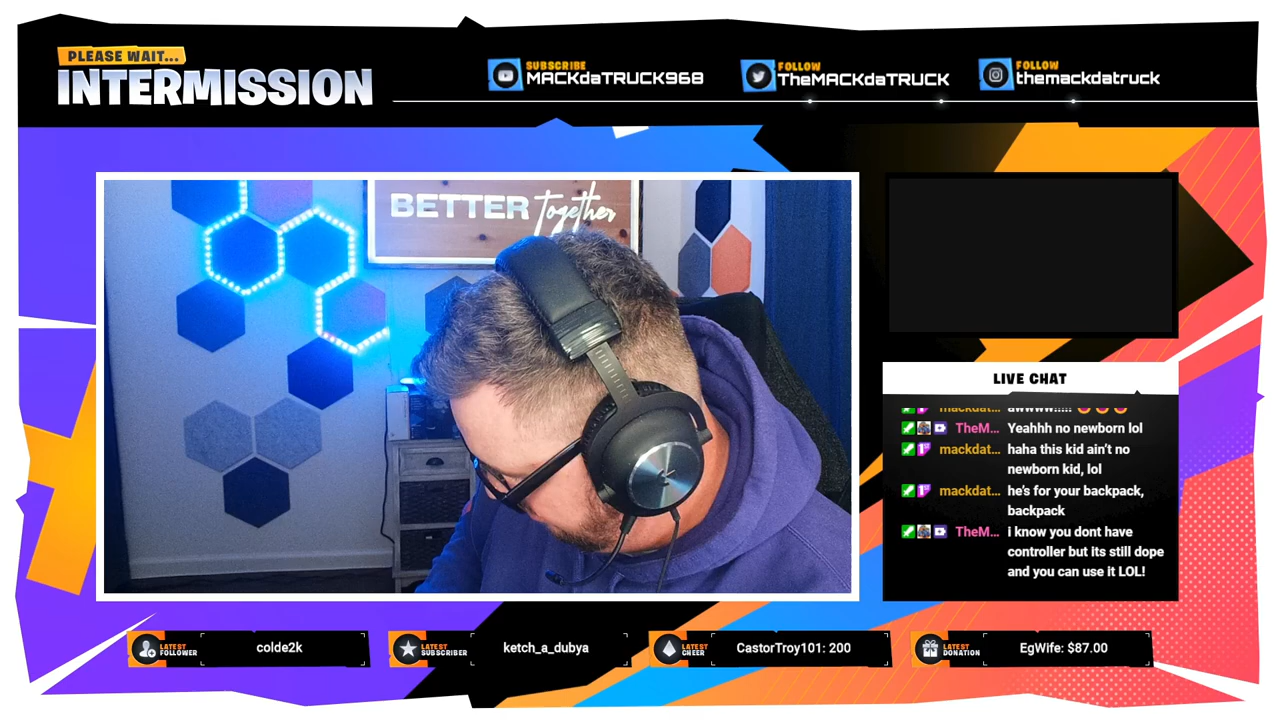 PLEASE WAIT...
INTERMISSION
SUBSCRIBE
MACKdaTRUCK968
FOLLOW
TheMACKdaTRUCK
FOLLOW
themackdatruck
BETTER together
LIVE CHAT
mackdat... awwww!!!!!
TheM... Yeahhh no newborn lol
mackdat... haha this kid ain't no
newborn kid, lol
mackdat... he's for your backpack,
backpack
TheM... i know you dont have
controller but its still dope
and you can use it LOL!
LATEST
FOLLOWER
colde2k
LATEST
SUBSCRIBER
ketch_a_dubya
LATEST
CHEER
CastorTroy101: 200
LATEST
DONATION
EgWife: $87.00